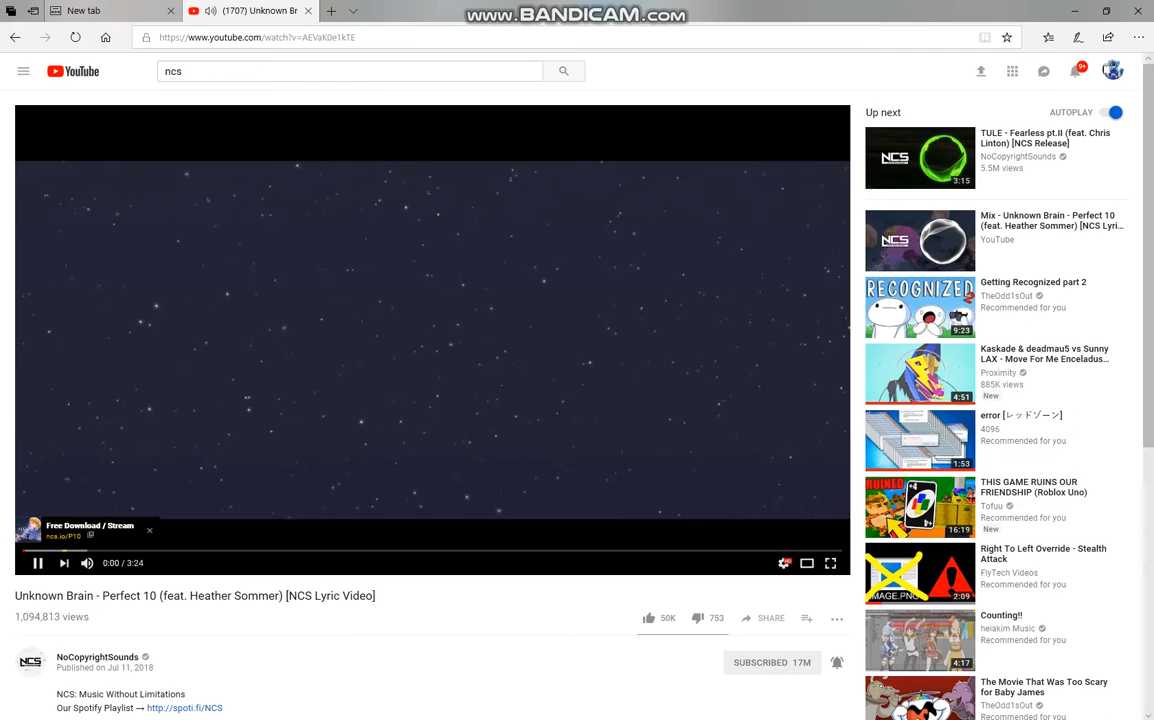 www.BANDICAM.com
New tab
(1707) Unknown Br
https://www.youtube.com/watch?v=AEVaK0e1kTE
YouTube
ncs
9+
Free Download / Stream
ncs.io/P10
0:00 / 3:24
HD
Unknown Brain - Perfect 10 (feat. Heather Sommer) [NCS Lyric Video]
1,094,813 views
50K
753
SHARE
NCS
NoCopyrightSounds
Published on Jul 11, 2018
SUBSCRIBED 17M
NCS: Music Without Limitations
Our Spotify Playlist → http://spoti.fi/NCS
Up next
AUTOPLAY
NCS
3:15
TULE - Fearless pt.II (feat. Chris
Linton) [NCS Release]
NoCopyrightSounds
5.5M views
NCS
Mix - Unknown Brain - Perfect 10
(feat. Heather Sommer) [NCS Lyri...
YouTube
RECOGNIZED
2
9:23
Getting Recognized part 2
TheOdd1sOut
Recommended for you
4:51
Kaskade & deadmau5 vs Sunny
LAX - Move For Me Enceladus...
Proximity
885K views
New
1:53
error [レッドゾーン]
4096
Recommended for you
RUINED
+4
16:19
THIS GAME RUINS OUR
FRIENDSHIP (Roblox Uno)
Tofuu
Recommended for you
New
IMAGE.PNG
2:09
Right To Left Override - Stealth
Attack
FlyTech Videos
Recommended for you
4:17
Counting!!
heiakim Music
Recommended for you
The Movie That Was Too Scary
for Baby James
TheOdd1sOut
Recommended for you